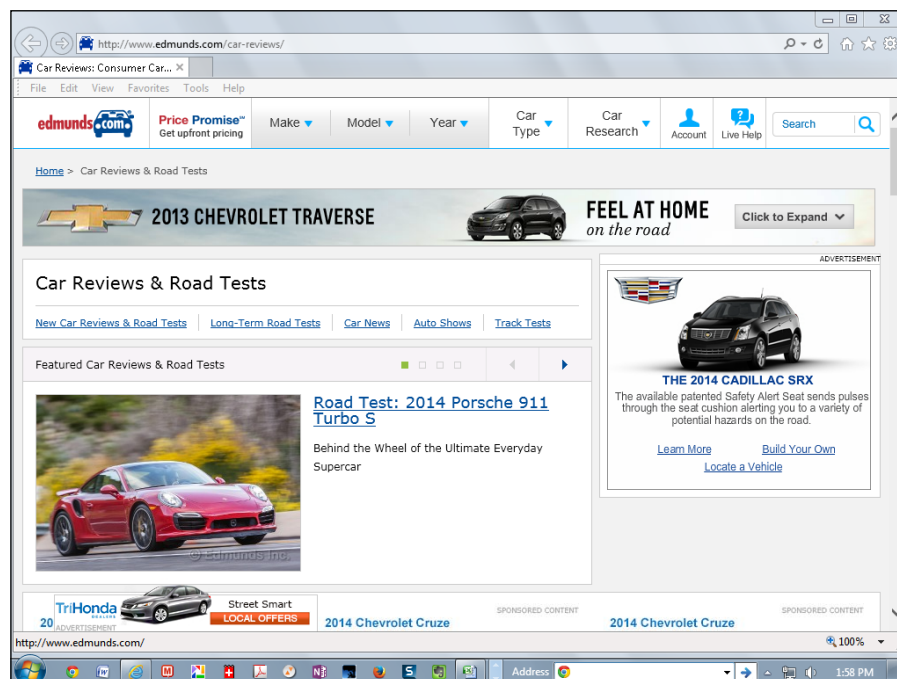 http://www.edmunds.com/car-reviews/
Car Reviews: Consumer Car...
File Edit View Favorites Tools Help
edmunds.com
Price Promise℠
Get upfront pricing
Make
Model
Year
Car
Type
Car
Research
Account
Live Help
Search
Home > Car Reviews & Road Tests
2013 CHEVROLET TRAVERSE
FEEL AT HOME
on the road
Click to Expand
ADVERTISEMENT
Car Reviews & Road Tests
New Car Reviews & Road Tests Long-Term Road Tests Car News Auto Shows Track Tests
Featured Car Reviews & Road Tests
Road Test: 2014 Porsche 911
Turbo S
Behind the Wheel of the Ultimate Everyday
Supercar
© Edmunds Inc.
THE 2014 CADILLAC SRX
The available patented Safety Alert Seat sends pulses
through the seat cushion alerting you to a variety of
potential hazards on the road.
Learn More Build Your Own
Locate a Vehicle
TriHonda
DEALERS
Street Smart
LOCAL OFFERS
ADVERTISEMENT
20
SPONSORED CONTENT
2014 Chevrolet Cruze
SPONSORED CONTENT
2014 Chevrolet Cruze
http://www.edmunds.com/
100%
Address
1:58 PM